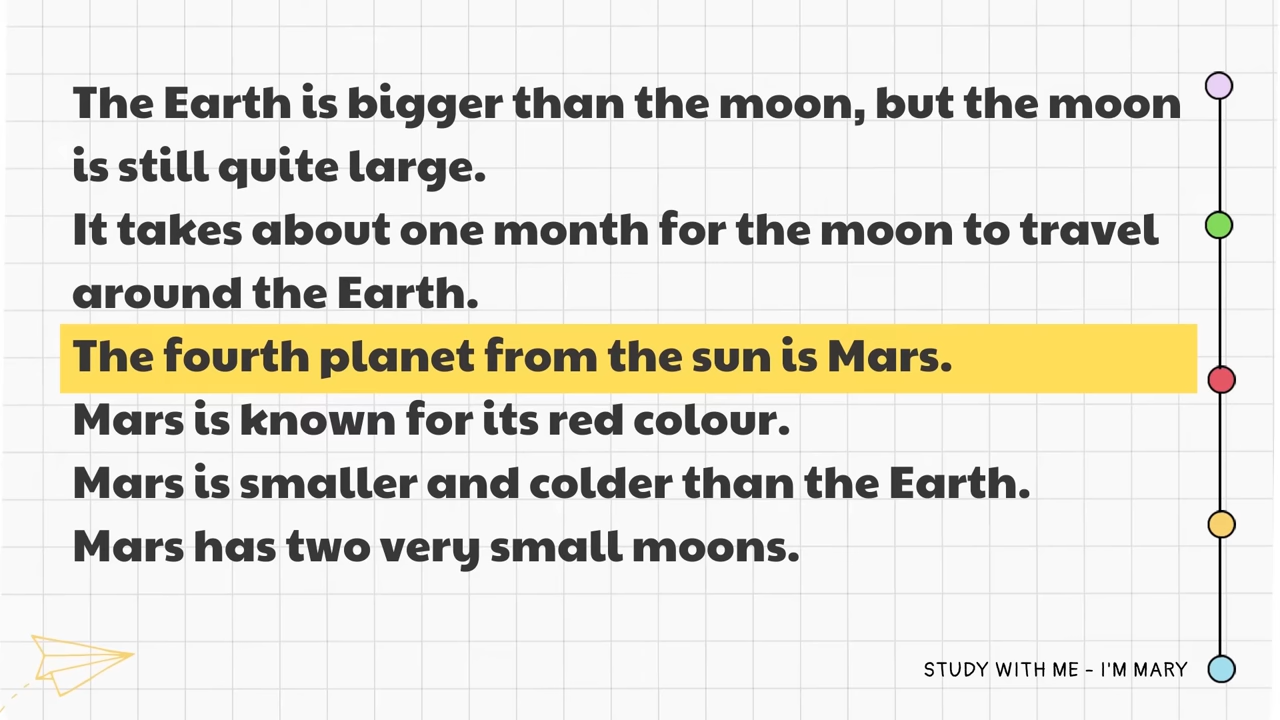 The Earth is bigger than the moon, but the moon
is still quite large.
It takes about one month for the moon to travel
around the Earth.
The fourth planet from the sun is Mars.
Mars is known for its red colour.
Mars is smaller and colder than the Earth.
Mars has two very small moons.
STUDY WITH ME – I'M MARY